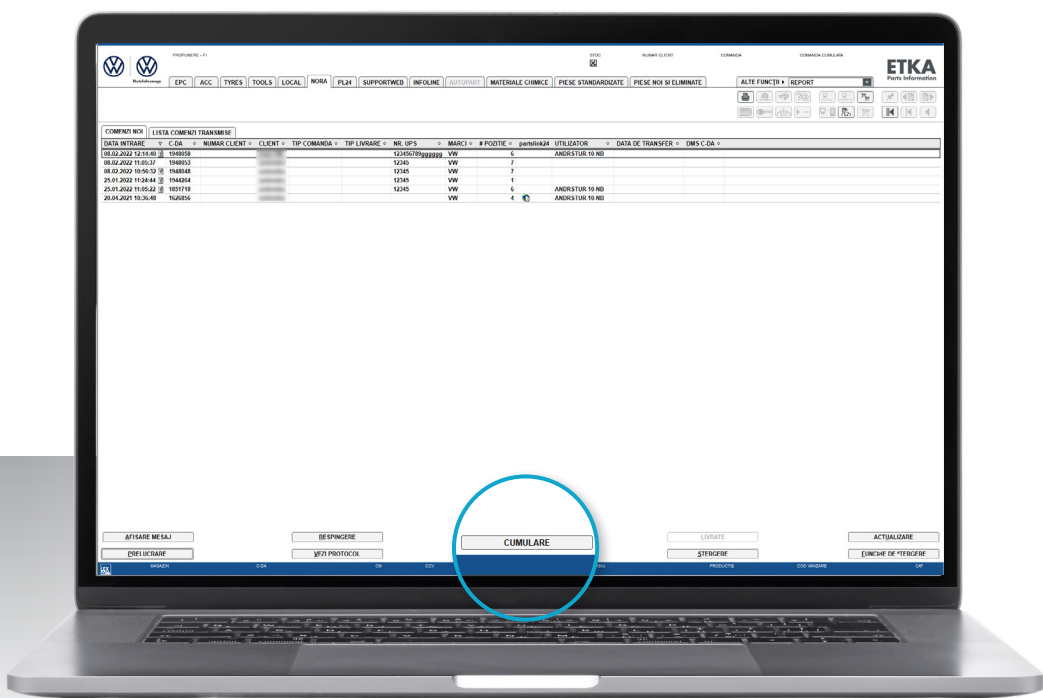 PROPUNERE - F1 STOC NUMAR CLIENT COMANDA COMANDA CUMULATA
Nutzfahrzeuge
ETKA
Parts Information
EPC ACC TYRES TOOLS LOCAL NORA PL24 SUPPORTWEB INFOLINE AUTOPART MATERIALE CHIMICE PIESE STANDARDIZATE PIESE NOI SI ELIMINATE ALTE FUNCŢII REPORT
COMENZI NOI LISTA COMENZI TRANSMISE
DATA INTRARE C-DA NUMAR CLIENT CLIENT TIP COMANDA TIP LIVRARE NR. UPS MARCI # POZITIE partslink24 UTILIZATOR DATA DE TRANSFER DMS C-DA
08.02.2022 12:14:40 1948058 123456789gggggg VW 6 ANDRSTUR-10-NB
08.02.2022 11:05:37 1948053 12345 VW 7
08.02.2022 10:56:32 1948048 12345 VW 7
25.01.2022 11:24:44 1944264 12345 VW 1
25.01.2022 11:05:22 1851718 12345 VW 6 ANDRSTUR-10-NB
20.04.2021 10:36:48 1626856 VW 4 ANDRSTUR-10-NB
AFISARE MESAJ RESPINGERE CUMULARE LIVRATE ACTUALIZARE
PRELUCRARE VEZI PROTOCOL STERGERE
MAGAZIN C-DA CM CCV PRODUCTIE COD VANZARE CAT